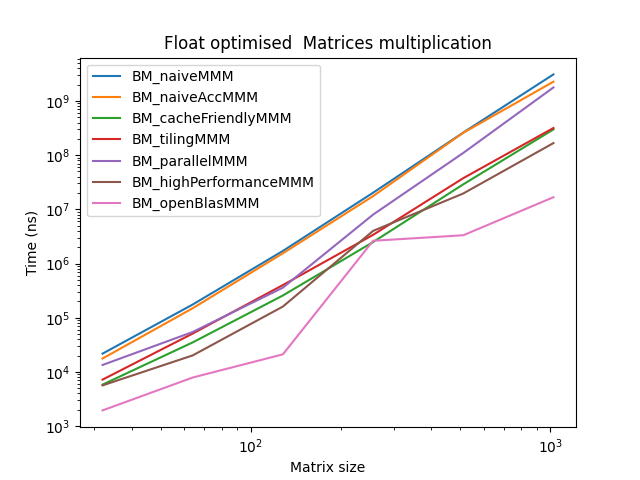 Float optimised  Matrices multiplication
BM_naiveMMM
BM_naiveAccMMM
BM_cacheFriendlyMMM
BM_tilingMMM
BM_parallelMMM
BM_highPerformanceMMM
BM_openBlasMMM
Time (ns)
10⁹
10⁸
10⁷
10⁶
10⁵
10⁴
10³
10² 10³
Matrix size